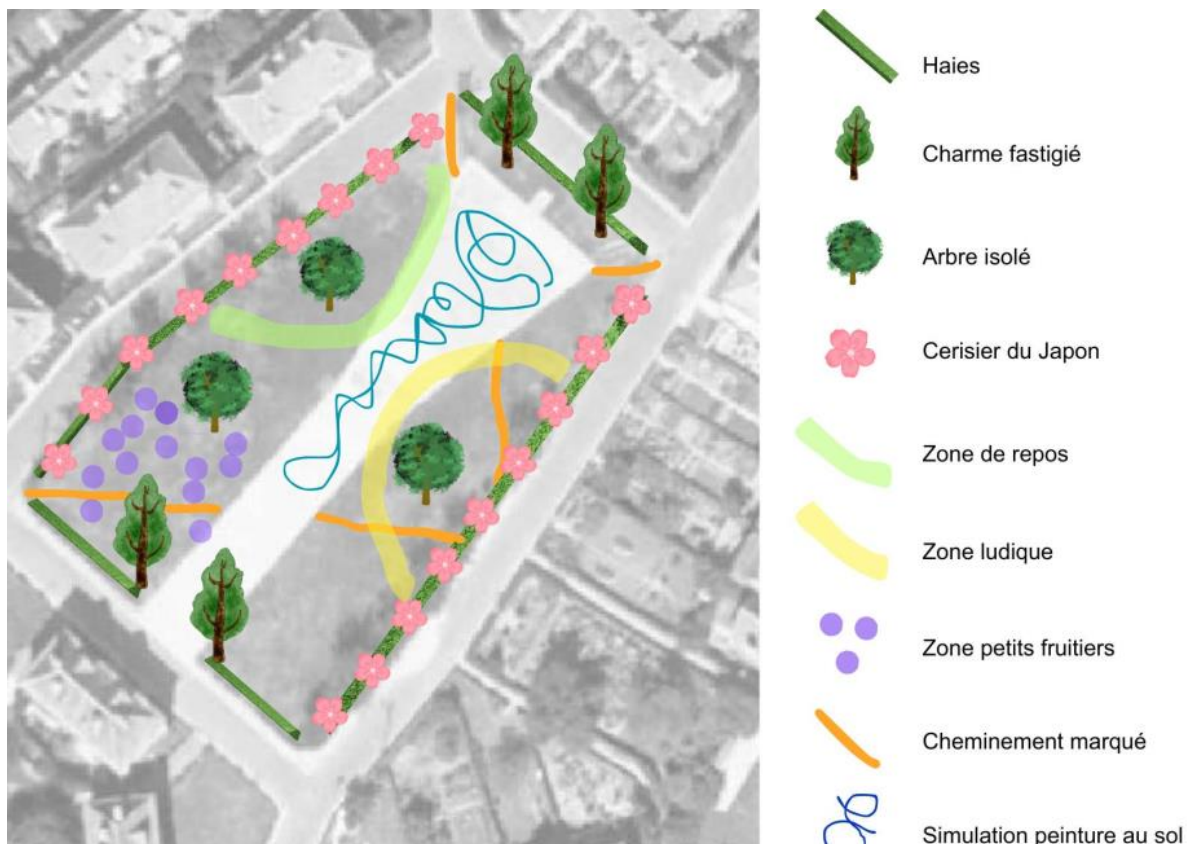 Haies
Charme fastigié
Arbre isolé
Cerisier du Japon
Zone de repos
Zone ludique
Zone petits fruitiers
Cheminement marqué
Simulation peinture au sol